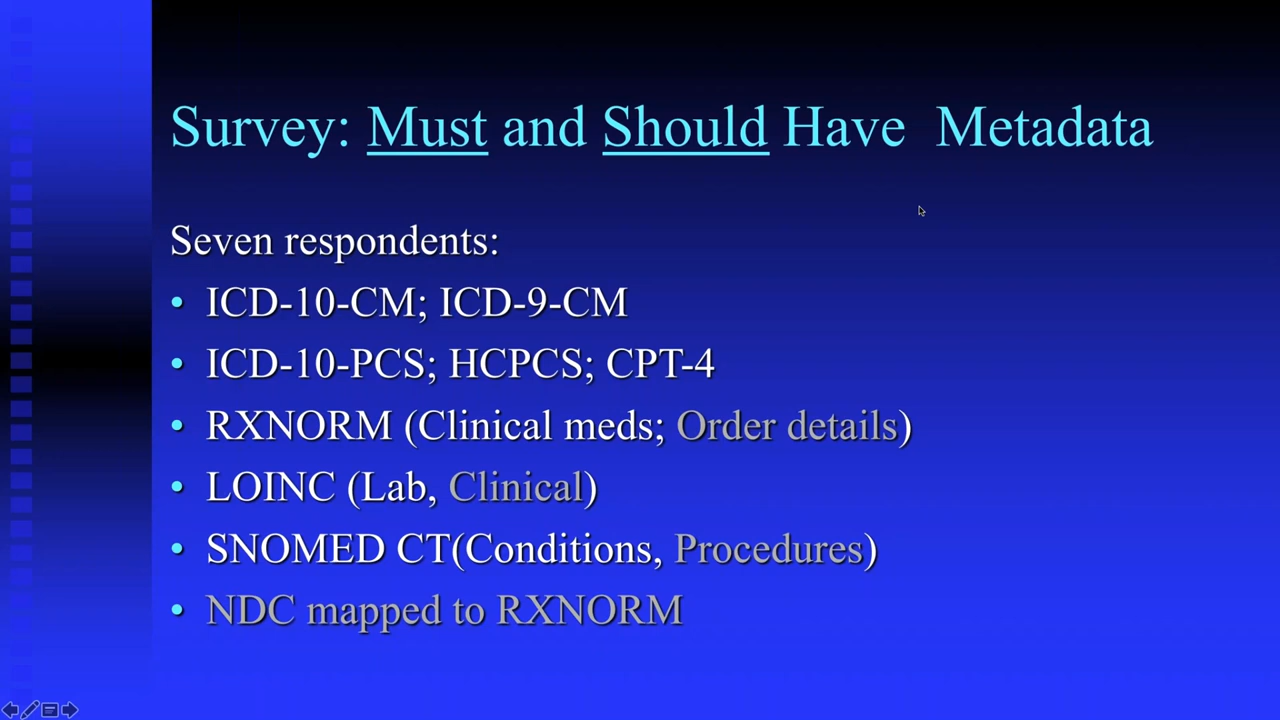 Survey: Must and Should Have Metadata
Seven respondents:
• ICD-10-CM; ICD-9-CM
• ICD-10-PCS; HCPCS; CPT-4
• RXNORM (Clinical meds; Order details)
• LOINC (Lab, Clinical)
• SNOMED CT(Conditions, Procedures)
• NDC mapped to RXNORM